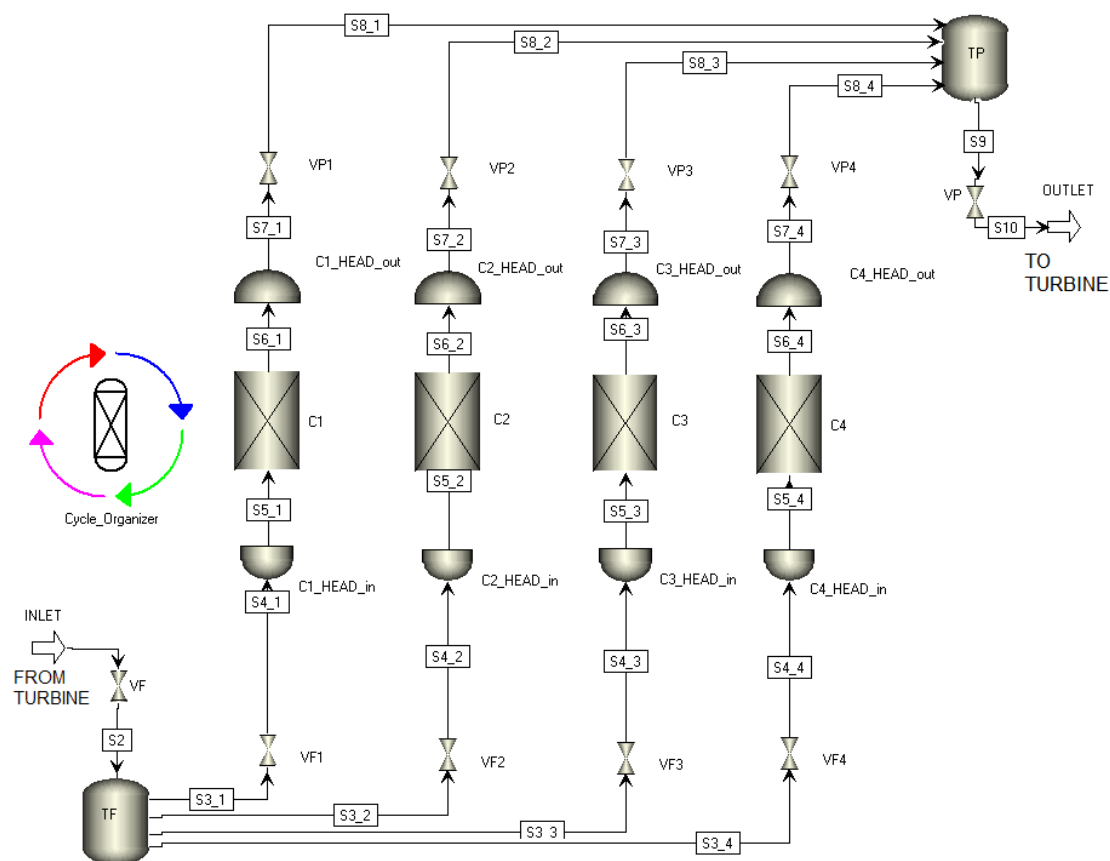 S8_1
S8_2
S8_3
S8_4
TP
S9
VP1
VP2
VP3
VP4
VP
OUTLET
S10
TO
TURBINE
S7_1
S7_2
S7_3
S7_4
C1_HEAD_out
C2_HEAD_out
C3_HEAD_out
C4_HEAD_out
S6_1
S6_2
S6_3
S6_4
C1
C2
C3
C4
S5_1
S5_2
S5_3
S5_4
Cycle_Organizer
C1_HEAD_in
C2_HEAD_in
C3_HEAD_in
C4_HEAD_in
S4_1
S4_2
S4_3
S4_4
INLET
FROM
TURBINE
VF
S2
VF1
VF2
VF3
VF4
TF
S3_1
S3_2
S3_3
S3_4